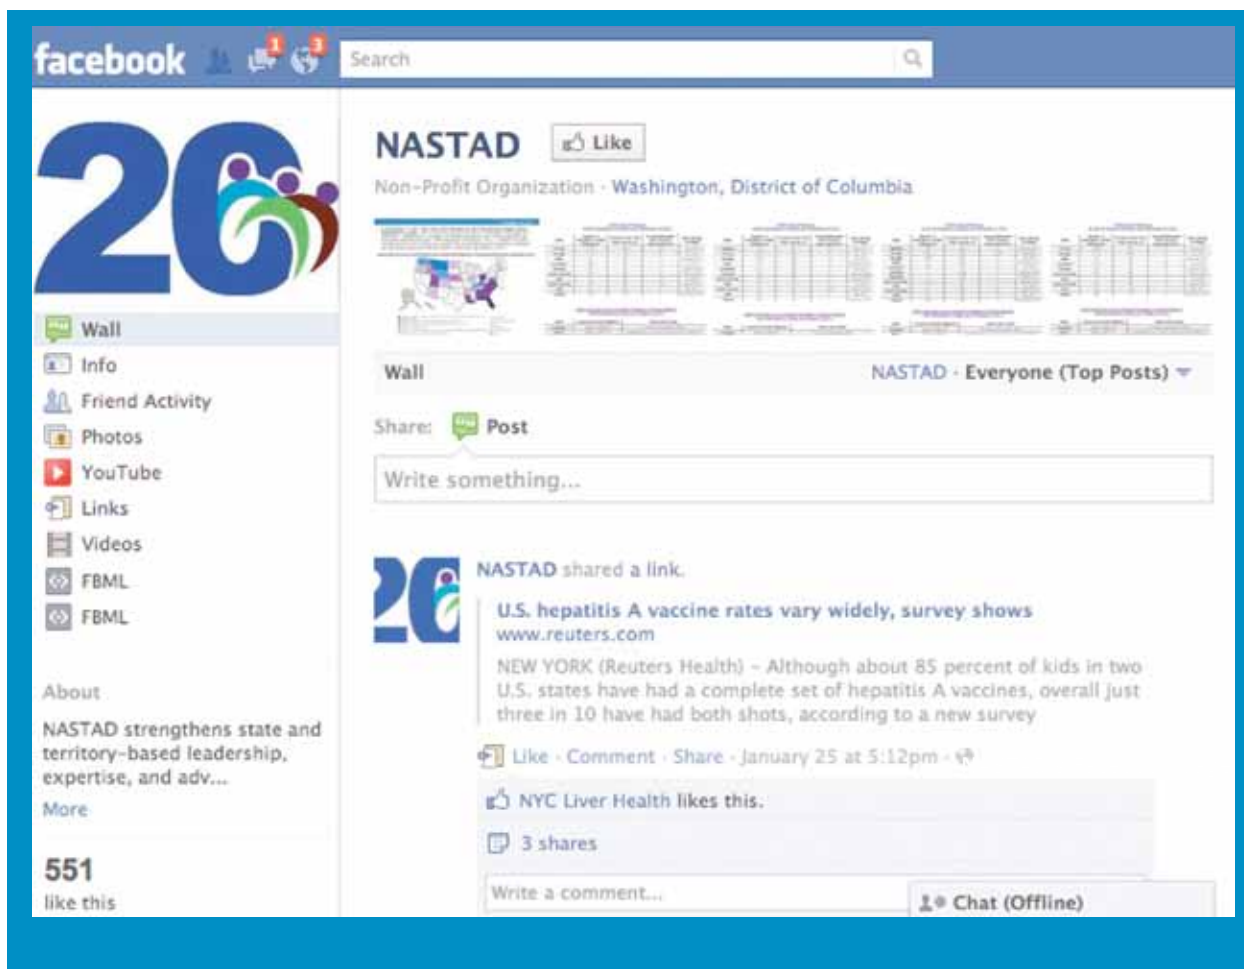 facebook
1
3
Search
20
NASTAD
Like
Non-Profit Organization · Washington, District of Columbia
Wall
Info
Friend Activity
Photos
YouTube
Links
Videos
FBML
FBML
About
NASTAD strengthens state and
territory-based leadership,
expertise, and adv...
More
551
like this
Wall
NASTAD · Everyone (Top Posts)
Share: Post
Write something...
NASTAD shared a link.
U.S. hepatitis A vaccine rates vary widely, survey shows
www.reuters.com
NEW YORK (Reuters Health) – Although about 85 percent of kids in two
U.S. states have had a complete set of hepatitis A vaccines, overall just
three in 10 have had both shots, according to a new survey
Like · Comment · Share · January 25 at 5:12pm ·
NYC Liver Health likes this.
3 shares
Write a comment...
Chat (Offline)